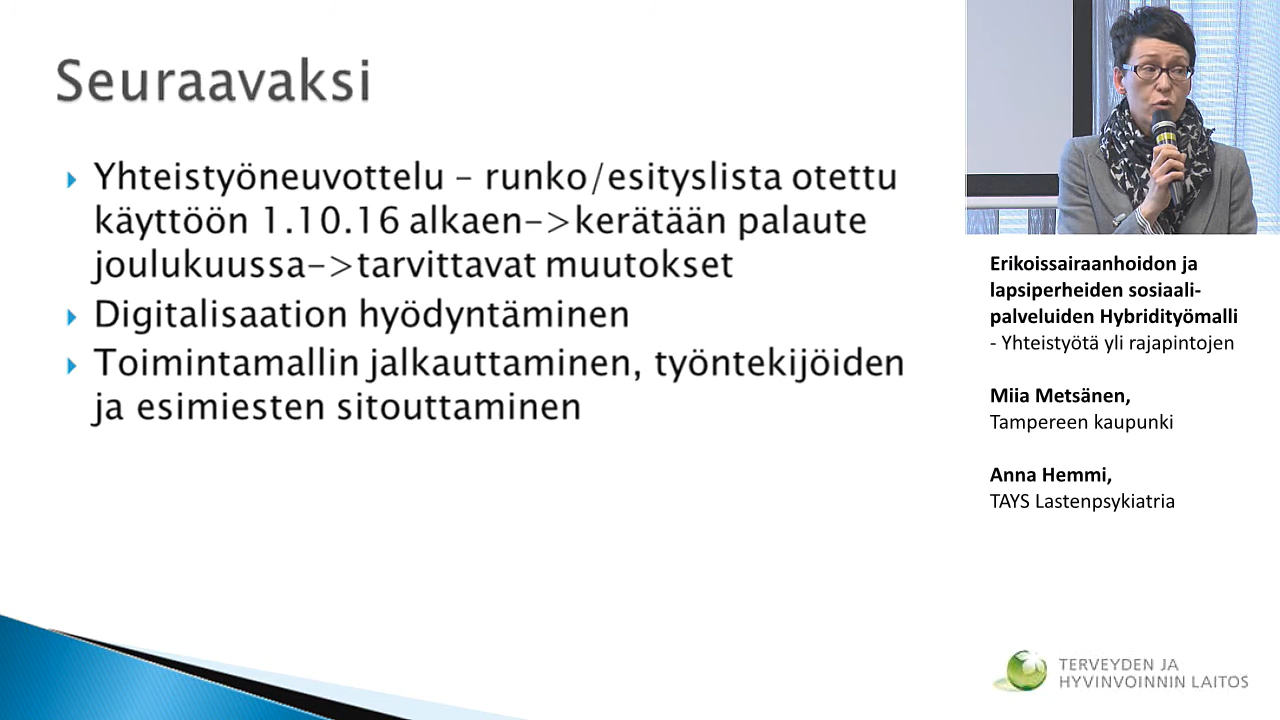 Seuraavaksi
Yhteistyöneuvottelu – runko/esityslista otettu
käyttöön 1.10.16 alkaen->kerätään palaute
joulukuussa->tarvittavat muutokset
Digitalisaation hyödyntäminen
Toimintamallin jalkauttaminen, työntekijöiden
ja esimiesten sitouttaminen
Erikoissairaanhoidon ja
lapsiperheiden sosiaali-
palveluiden Hybridityömalli
- Yhteistyötä yli rajapintojen
Miia Metsänen,
Tampereen kaupunki
Anna Hemmi,
TAYS Lastenpsykiatria
TERVEYDEN JA
HYVINVOINNIN LAITOS